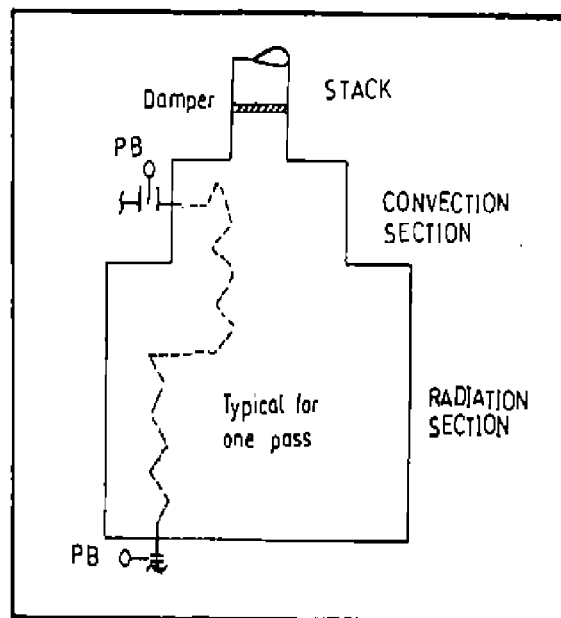 STACK
Damper
PB
CONVECTION
SECTION
Typical for
one pass
RADIATION
SECTION
PB